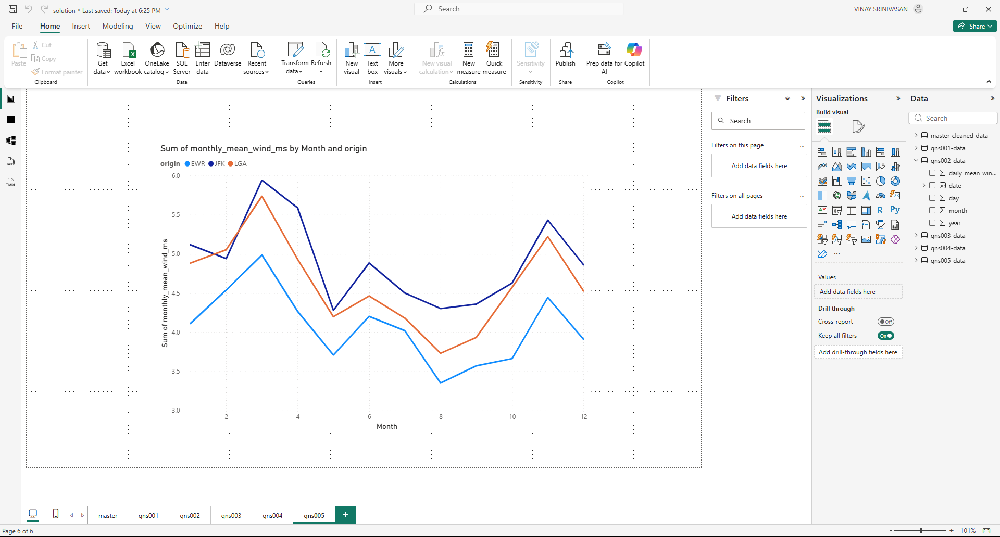 solution • Last saved: Today at 6:25 PM
Search
VINAY SRINIVASAN
File Home Insert Modeling View Optimize Help
Share
Paste
Cut
Copy
Format painter
Clipboard
Get data
Excel workbook
OneLake catalog
SQL Server
Enter data
Dataverse
Recent sources
Data
Transform data
Refresh
Queries
New visual
Text box
More visuals
Insert
New visual calculation
New measure
Quick measure
Calculations
Sensitivity
Sensitivity
Publish
Share
Prep data for AI
Copilot
Copilot
DAX
TMDL
Sum of monthly_mean_wind_ms by Month and origin
origin EWR JFK LGA
Sum of monthly_mean_wind_ms
6.0
5.5
5.0
4.5
4.0
3.5
3.0
2 4 6 8 10 12
Month
Filters
Search
Filters on this page ...
Add data fields here
Filters on all pages ...
Add data fields here
Visualizations
Build visual
123
R
Py
...
Values
Add data fields here
Drill through
Cross-report Off
Keep all filters On
Add drill-through fields here
Data
Search
master-cleaned-data
qns001-data
qns002-data
daily_mean_win...
date
day
month
year
qns003-data
qns004-data
qns005-data
master qns001 qns002 qns003 qns004 qns005 +
Page 6 of 6
- + 101%